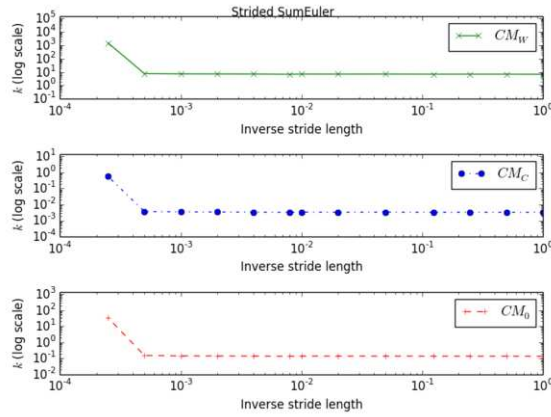 Strided SumEuler
k (log scale)
10^5
10^4
10^3
10^2
10^1
10^0
10^-1
CM_W
10^-4 10^-3 10^-2 10^-1 10^0
Inverse stride length
k (log scale)
10^1
10^0
10^-1
10^-2
10^-3
10^-4
CM_C
10^-4 10^-3 10^-2 10^-1 10^0
Inverse stride length
k (log scale)
10^3
10^2
10^1
10^0
10^-1
10^-2
CM_0
10^-4 10^-3 10^-2 10^-1 10^0
Inverse stride length